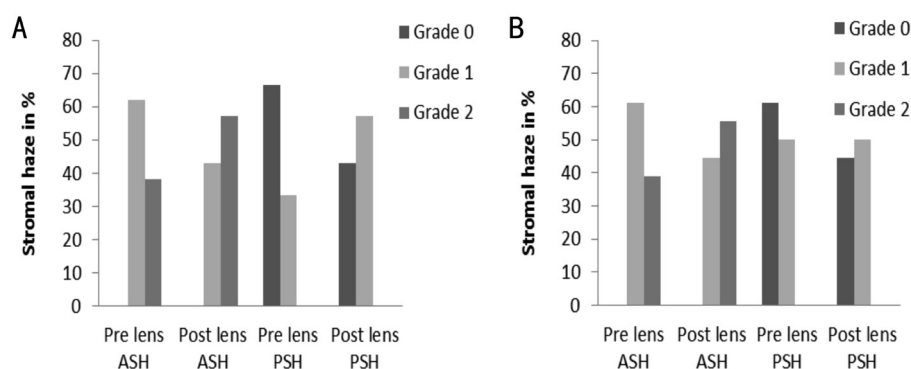 A
Stromal haze in %
80
70
60
50
40
30
20
10
0
Grade 0
Grade 1
Grade 2
Pre lens ASH
Post lens ASH
Pre lens PSH
Post lens PSH
B
Stromal haze in %
80
70
60
50
40
30
20
10
0
Grade 0
Grade 1
Grade 2
Pre lens ASH
Post lens ASH
Pre lens PSH
Post lens PSH